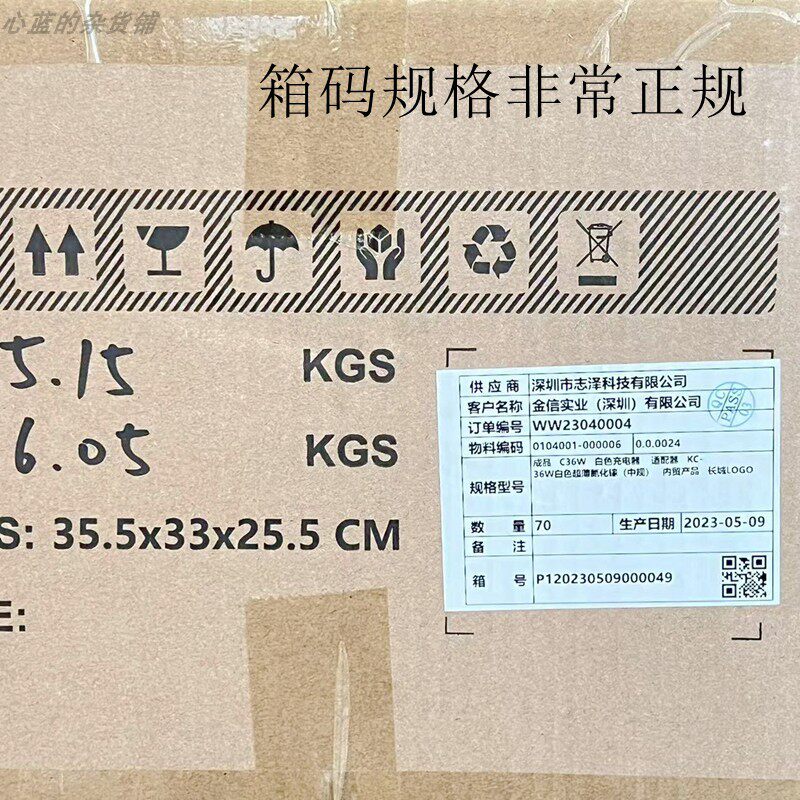 心蓝的杂货铺
箱码规格非常正规
5.15 KGS
6.05 KGS
S: 35.5x33x25.5 CM
E:
供应商 深圳市志泽科技有限公司
客户名称 金信实业（深圳）有限公司
订单编号 WW23040004
物料编码 0104001-000006 0.0.0024
规格型号 成品 C36W 白色充电器 适配器 KC-
36W白色超薄氮化镓（中规） 内贸产品 长城LOGO
数量 70 生产日期 2023-05-09
备注
箱号 P120230509000049
QC
PASS
03